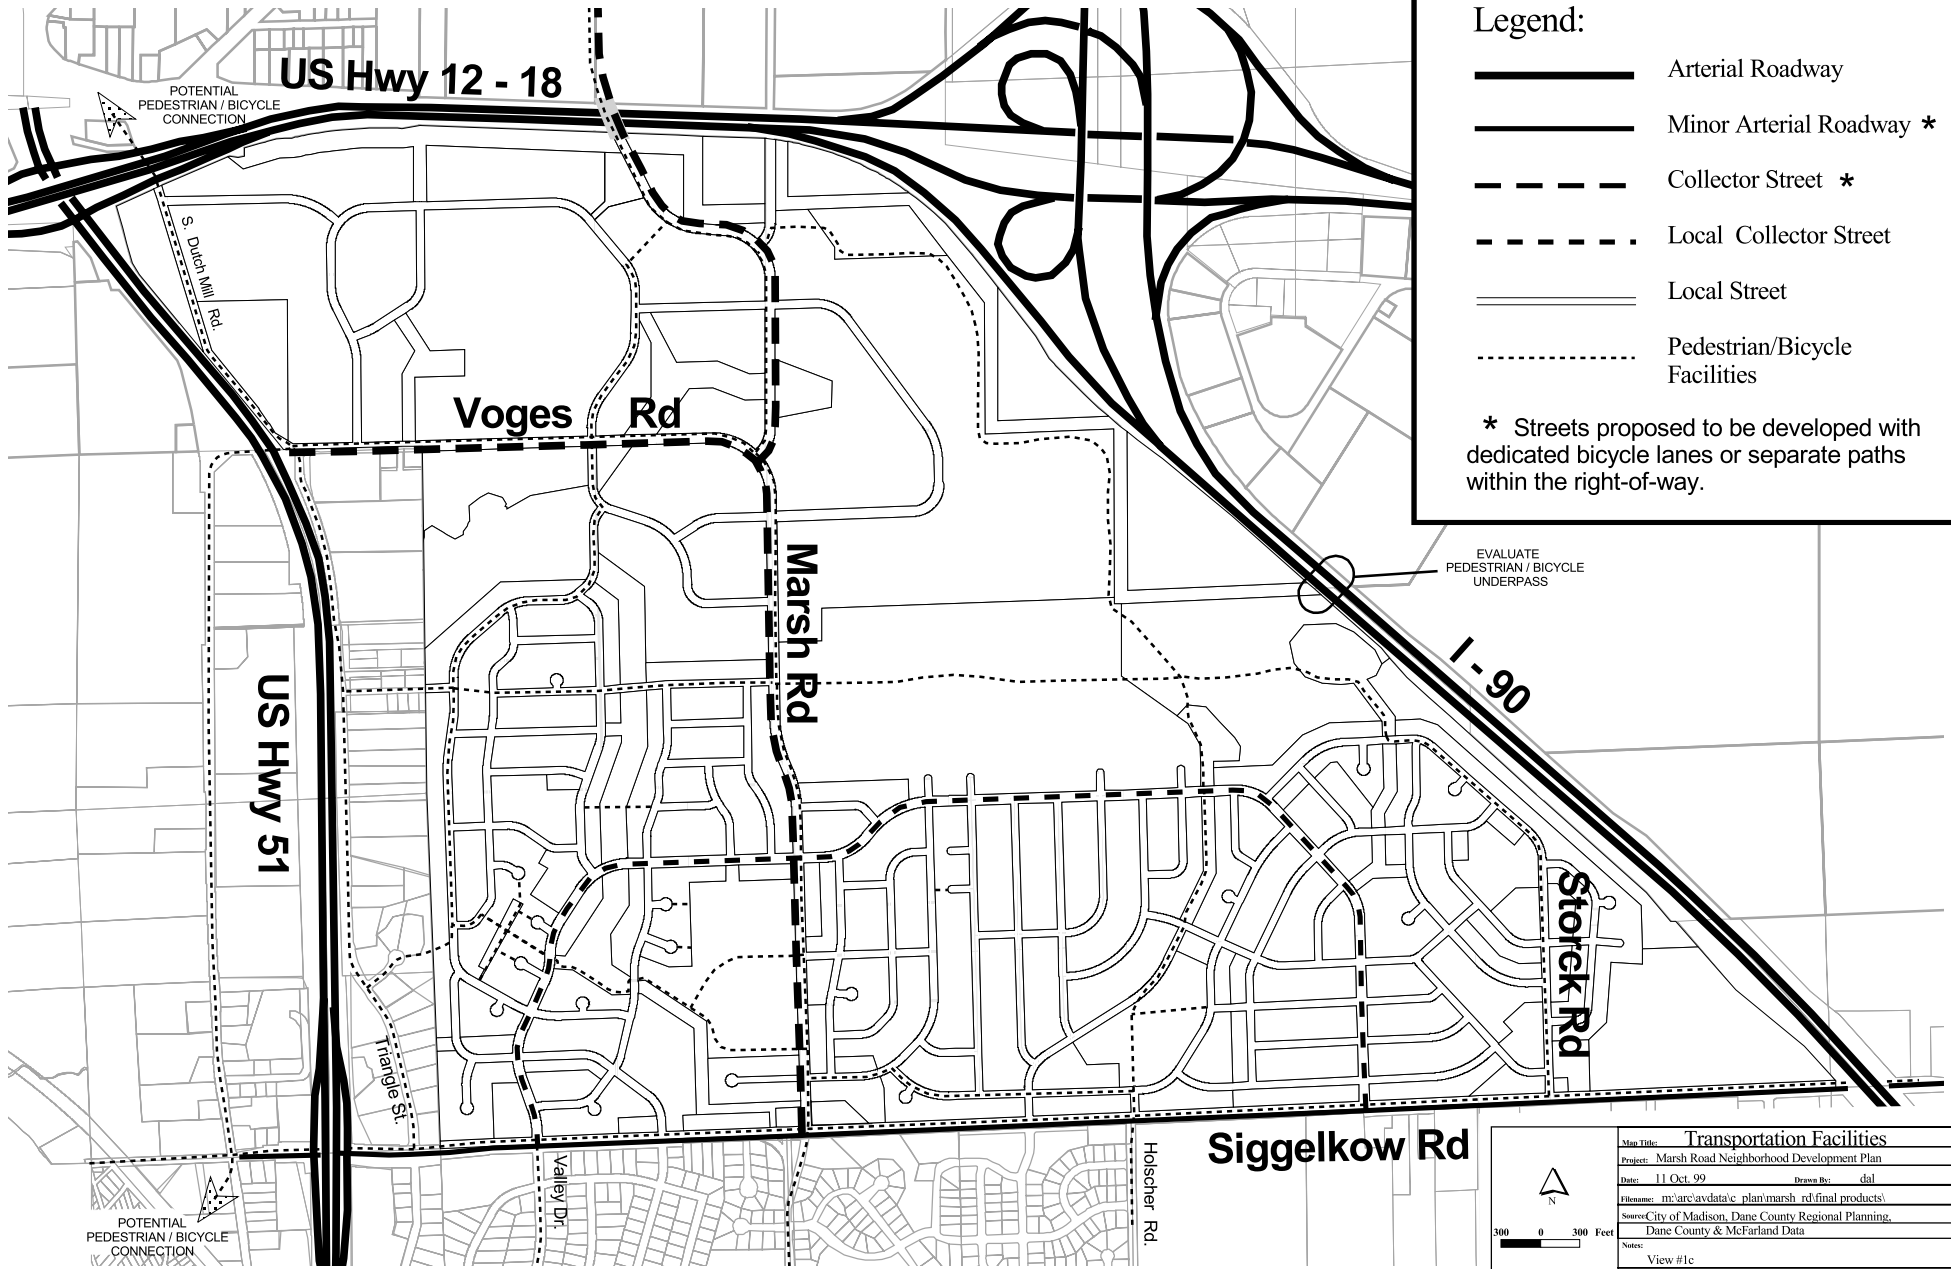 US Hwy 12 - 18
POTENTIAL
PEDESTRIAN / BICYCLE
CONNECTION
S. Dutch Mill Rd.
Voges Rd
Marsh Rd
US Hwy 51
I - 90
Storck Rd
Triangle St.
Siggelkow Rd
Valley Dr.
Holscher Rd.
POTENTIAL
PEDESTRIAN / BICYCLE
CONNECTION
EVALUATE
PEDESTRIAN / BICYCLE
UNDERPASS
Legend:
Arterial Roadway
Minor Arterial Roadway *
Collector Street *
Local Collector Street
Local Street
Pedestrian/Bicycle
Facilities
* Streets proposed to be developed with
dedicated bicycle lanes or separate paths
within the right-of-way.
N
300 0 300 Feet
Map Title: Transportation Facilities
Project: Marsh Road Neighborhood Development Plan
Date: 11 Oct. 99 Drawn By: dal
Filename: m:\arc\avdata\c_plan\marsh_rd\final products\
Source: City of Madison, Dane County Regional Planning,
Dane County & McFarland Data
Notes:
View #1c